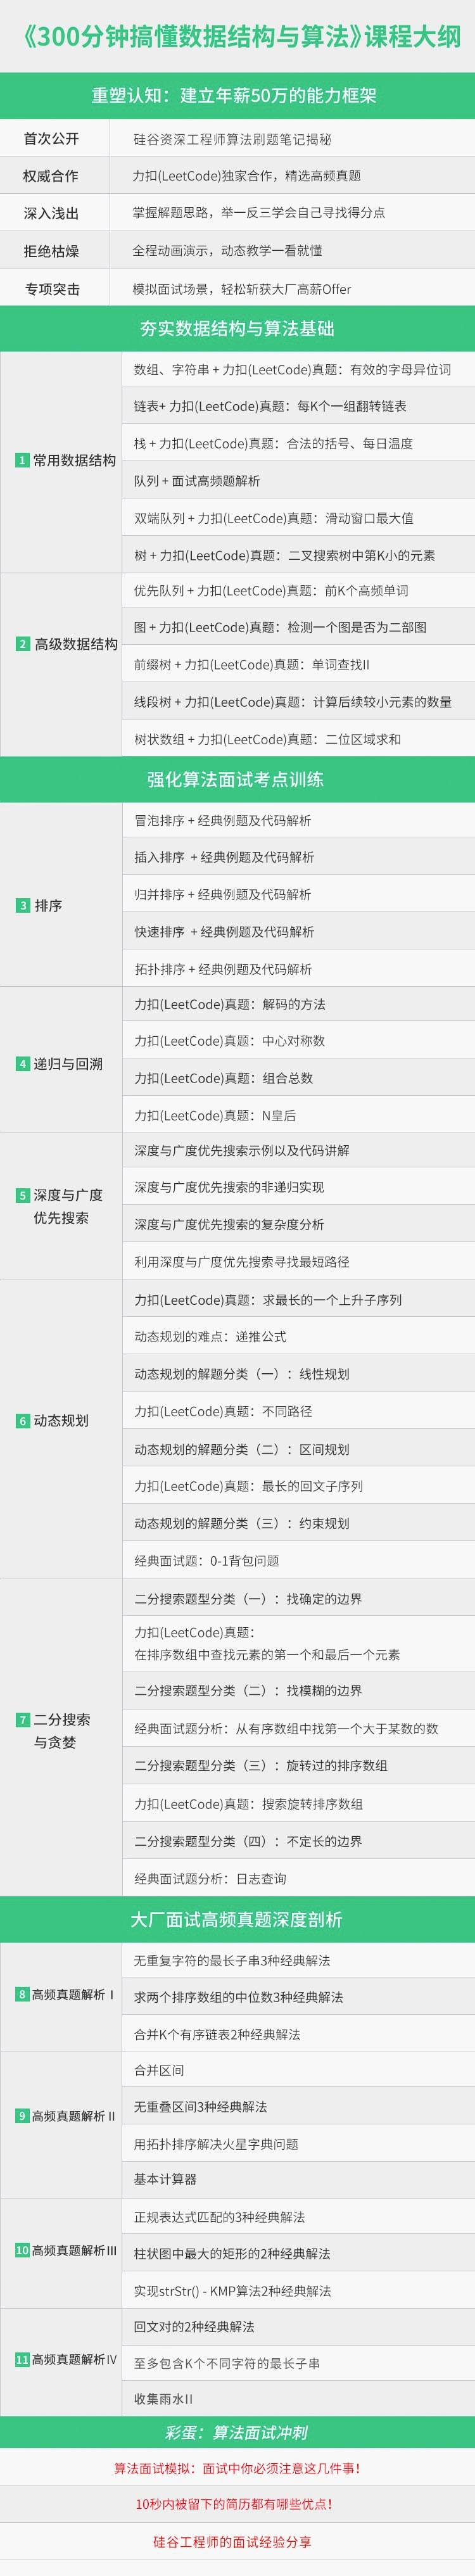 《300分钟搞懂数据结构与算法》课程大纲
重塑认知：建立年薪50万的能力框架
首次公开
硅谷资深工程师算法刷题笔记揭秘
权威合作
力扣(LeetCode)独家合作，精选高频真题
深入浅出
掌握解题思路，举一反三学会自己寻找得分点
拒绝枯燥
全程动画演示，动态教学一看就懂
专项突击
模拟面试场景，轻松斩获大厂高薪Offer
夯实数据结构与算法基础
1 常用数据结构
数组、字符串 + 力扣(LeetCode)真题：有效的字母异位词
链表+ 力扣(LeetCode)真题：每K个一组翻转链表
栈 + 力扣(LeetCode)真题：合法的括号、每日温度
队列 + 面试高频题解析
双端队列 + 力扣(LeetCode)真题：滑动窗口最大值
树 + 力扣(LeetCode)真题：二叉搜索树中第K小的元素
2 高级数据结构
优先队列 + 力扣(LeetCode)真题：前K个高频单词
图 + 力扣(LeetCode)真题：检测一个图是否为二部图
前缀树 + 力扣(LeetCode)真题：单词查找II
线段树 + 力扣(LeetCode)真题：计算后续较小元素的数量
树状数组 + 力扣(LeetCode)真题：二位区域求和
强化算法面试考点训练
3 排序
冒泡排序 + 经典例题及代码解析
插入排序 + 经典例题及代码解析
归并排序 + 经典例题及代码解析
快速排序 + 经典例题及代码解析
拓扑排序 + 经典例题及代码解析
4 递归与回溯
力扣(LeetCode)真题：解码的方法
力扣(LeetCode)真题：中心对称数
力扣(LeetCode)真题：组合总数
力扣(LeetCode)真题：N皇后
5 深度与广度
优先搜索
深度与广度优先搜索示例以及代码讲解
深度与广度优先搜索的非递归实现
深度与广度优先搜索的复杂度分析
利用深度与广度优先搜索寻找最短路径
6 动态规划
力扣(LeetCode)真题：求最长的一个上升子序列
动态规划的难点：递推公式
动态规划的解题分类（一）：线性规划
力扣(LeetCode)真题：不同路径
动态规划的解题分类（二）：区间规划
力扣(LeetCode)真题：最长的回文子序列
动态规划的解题分类（三）：约束规划
经典面试题：0-1背包问题
7 二分搜索
与贪婪
二分搜索题型分类（一）：找确定的边界
力扣(LeetCode)真题：
在排序数组中查找元素的第一个和最后一个元素
二分搜索题型分类（二）：找模糊的边界
经典面试题分析：从有序数组中找第一个大于某数的数
二分搜索题型分类（三）：旋转过的排序数组
力扣(LeetCode)真题：搜索旋转排序数组
二分搜索题型分类（四）：不定长的边界
经典面试题分析：日志查询
大厂面试高频真题深度剖析
8 高频真题解析Ⅰ
无重复字符的最长子串3种经典解法
求两个排序数组的中位数3种经典解法
合并K个有序链表2种经典解法
9 高频真题解析Ⅱ
合并区间
无重叠区间3种经典解法
用拓扑排序解决火星字典问题
基本计算器
10 高频真题解析Ⅲ
正规表达式匹配的3种经典解法
柱状图中最大的矩形的2种经典解法
实现strStr() - KMP算法2种经典解法
11 高频真题解析Ⅳ
回文对的2种经典解法
至多包含K个不同字符的最长子串
收集雨水II
彩蛋：算法面试冲刺
算法面试模拟：面试中你必须注意这几件事！
10秒内被留下的简历都有哪些优点！
硅谷工程师的面试经验分享